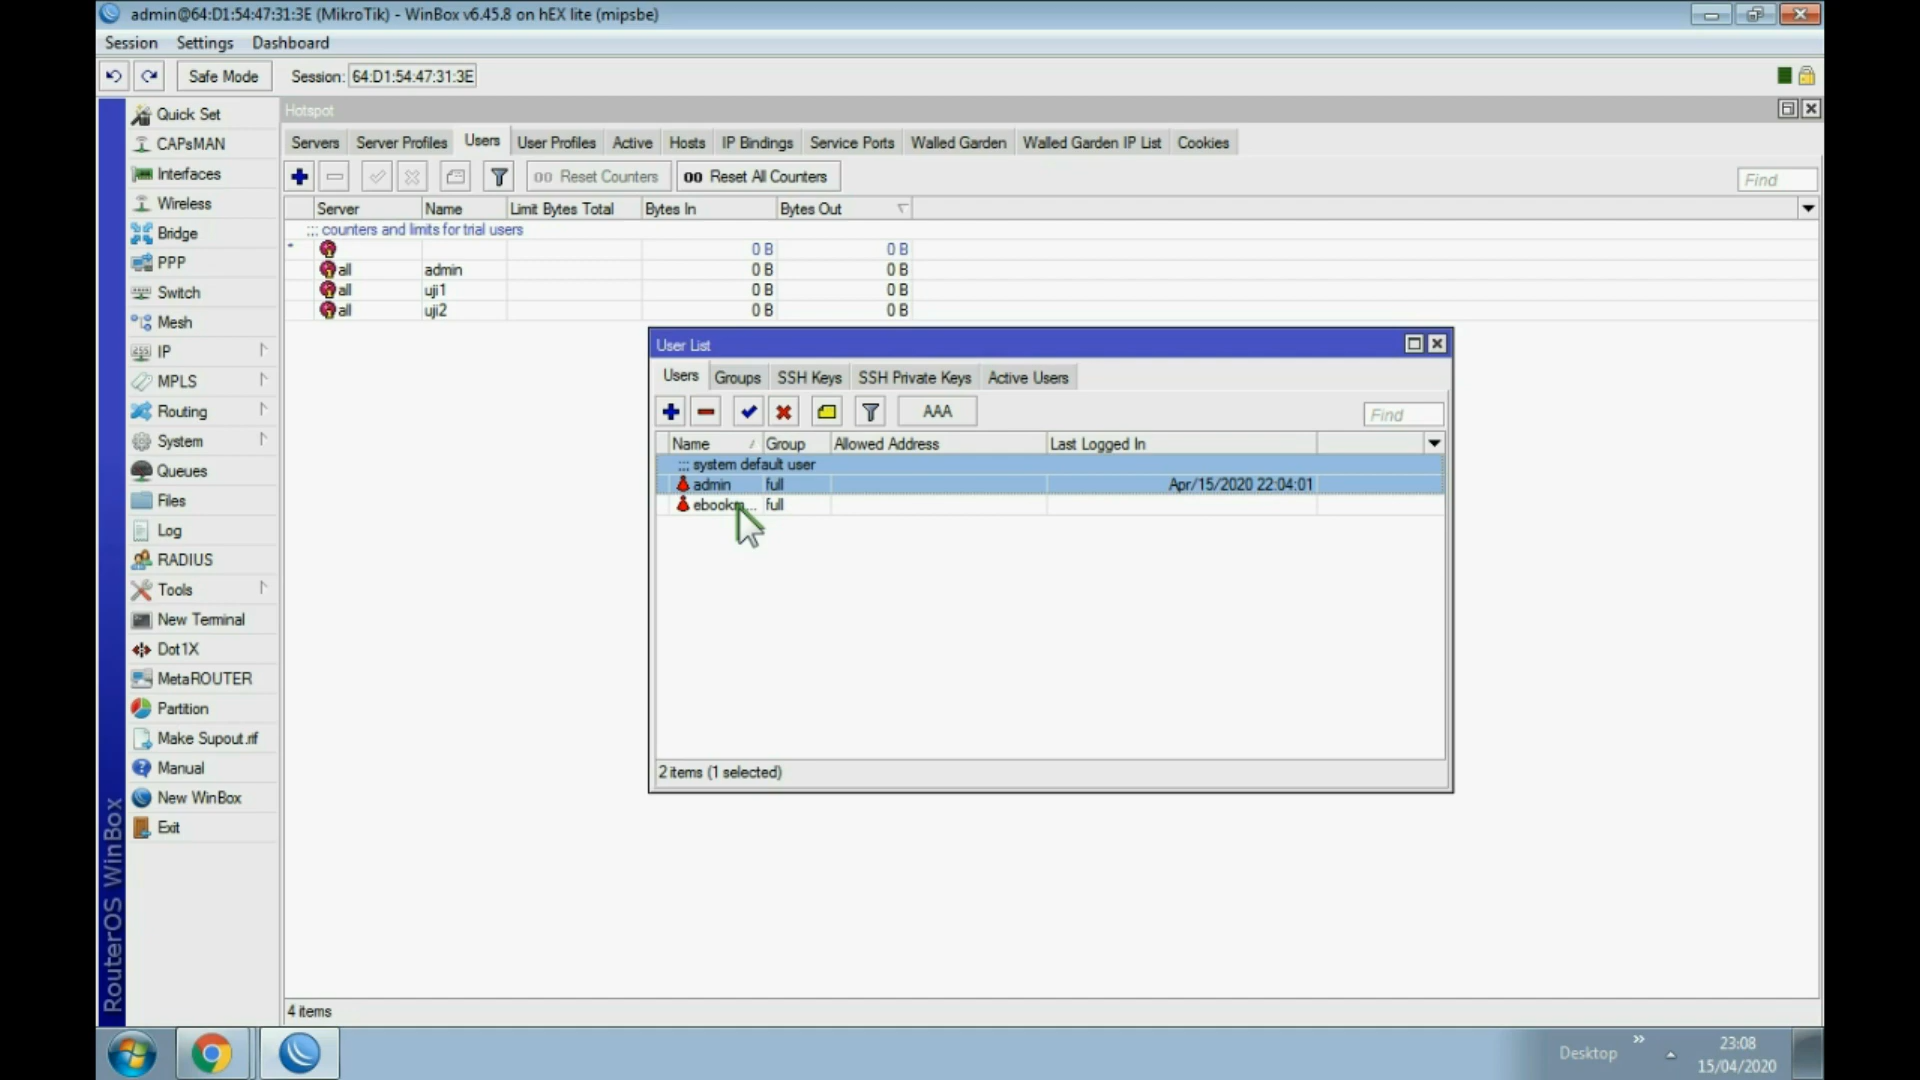 admin@64:D1:54:47:31:3E (MikroTik) - WinBox v6.45.8 on hEX lite (mipsbe)
Session Settings Dashboard
Safe Mode Session: 64:D1:54:47:31:3E
Quick Set
CAPsMAN
Interfaces
Wireless
Bridge
PPP
Switch
Mesh
IP
MPLS
Routing
System
Queues
Files
Log
RADIUS
Tools
New Terminal
Dot1X
MetaROUTER
Partition
Make Supout.rif
Manual
New WinBox
Exit
RouterOS WinBox
Hotspot
Servers Server Profiles Users User Profiles Active Hosts IP Bindings Service Ports Walled Garden Walled Garden IP List Cookies
00 Reset Counters 00 Reset All Counters Find
Server Name Limit Bytes Total Bytes In Bytes Out
::: counters and limits for trial users
* 0 B 0 B
all admin 0 B 0 B
all uji1 0 B 0 B
all uji2 0 B 0 B
User List
Users Groups SSH Keys SSH Private Keys Active Users
AAA Find
Name Group Allowed Address Last Logged In
::: system default user
admin full Apr/15/2020 22:04:01
full
2 items (1 selected)
4 items
Desktop » 23:08
15/04/2020